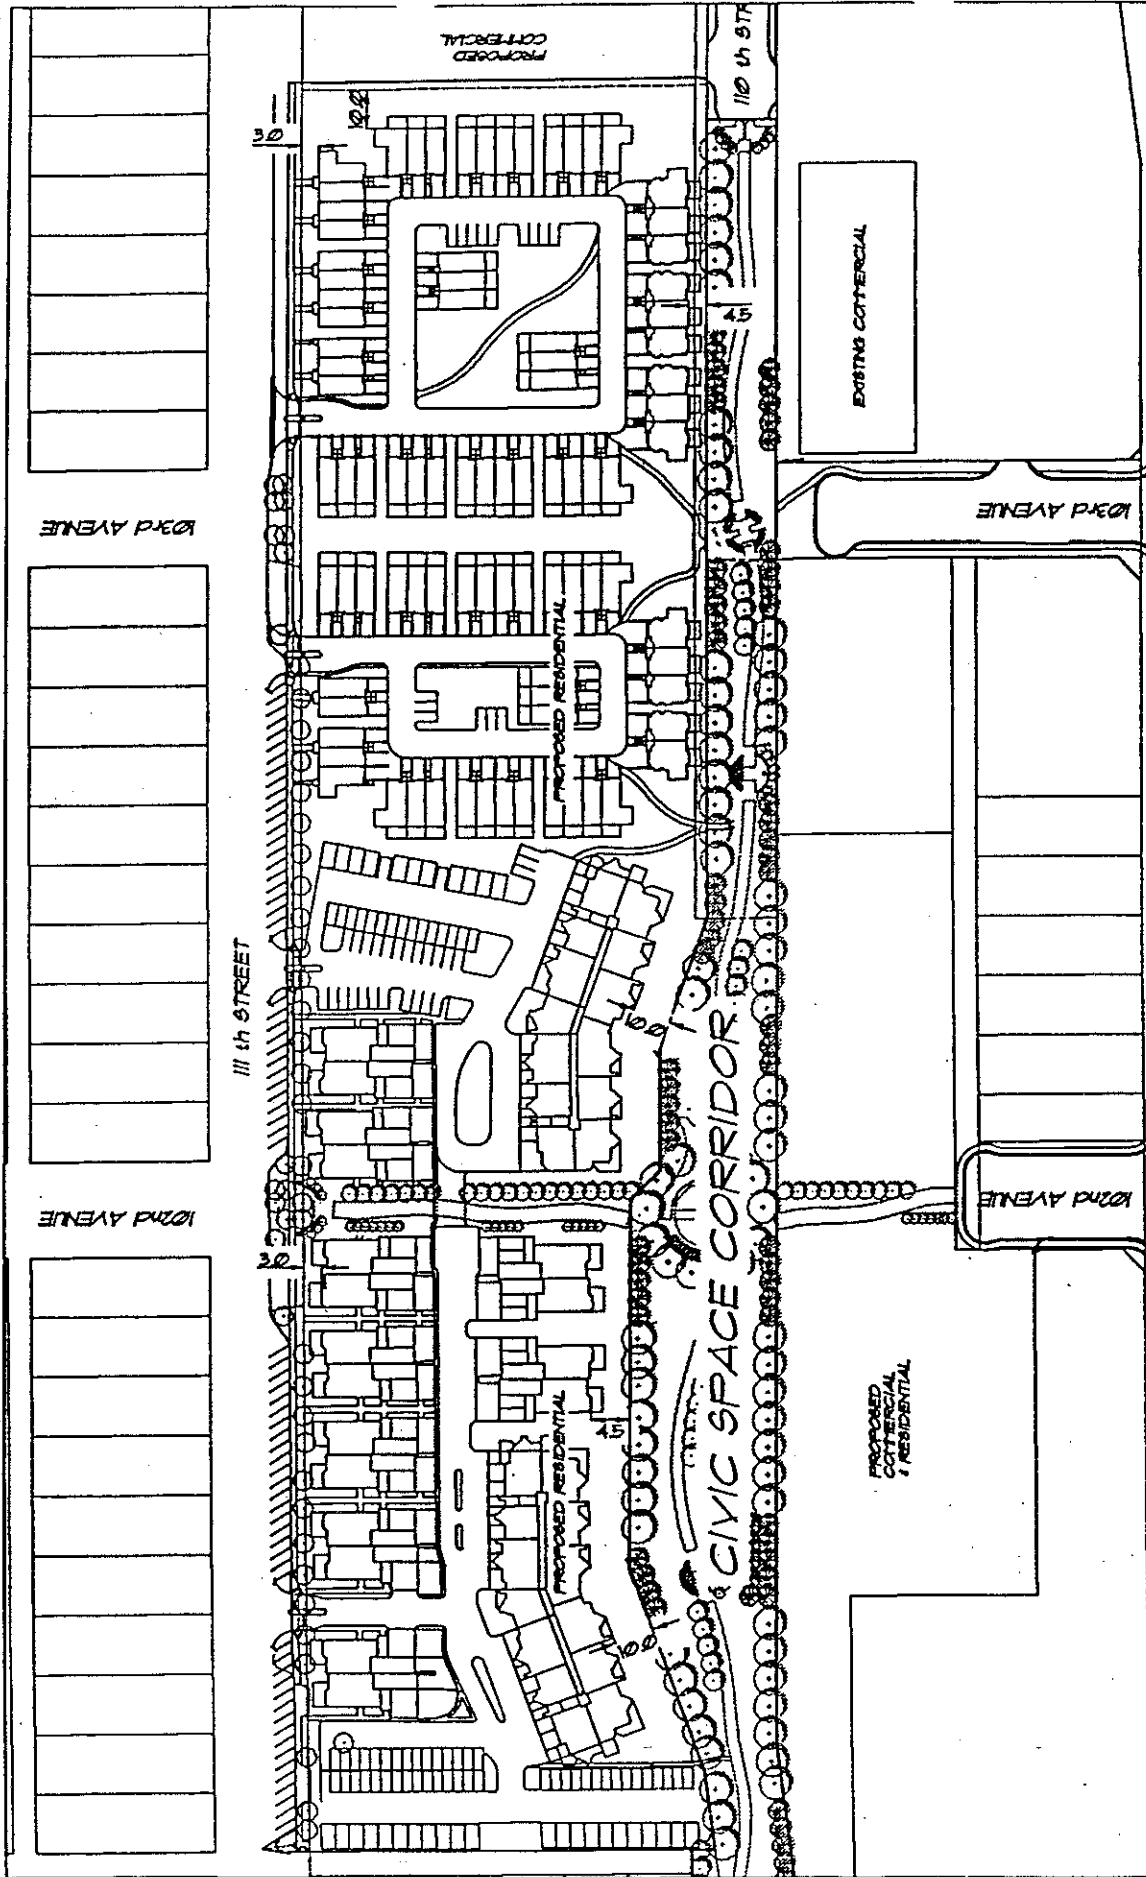 PROPOSED
COMMERCIAL
110 th STR
3.0
10.0
EXISTING COMMERCIAL
4.5
103rd AVENUE
103rd AVENUE
PROPOSED RESIDENTIAL
111 th STREET
10.0
CIVIC SPACE CORRIDOR
102nd AVENUE
102nd AVENUE
3.0
4.5
PROPOSED RESIDENTIAL
PROPOSED
COMMERCIAL
& RESIDENTIAL
10.0